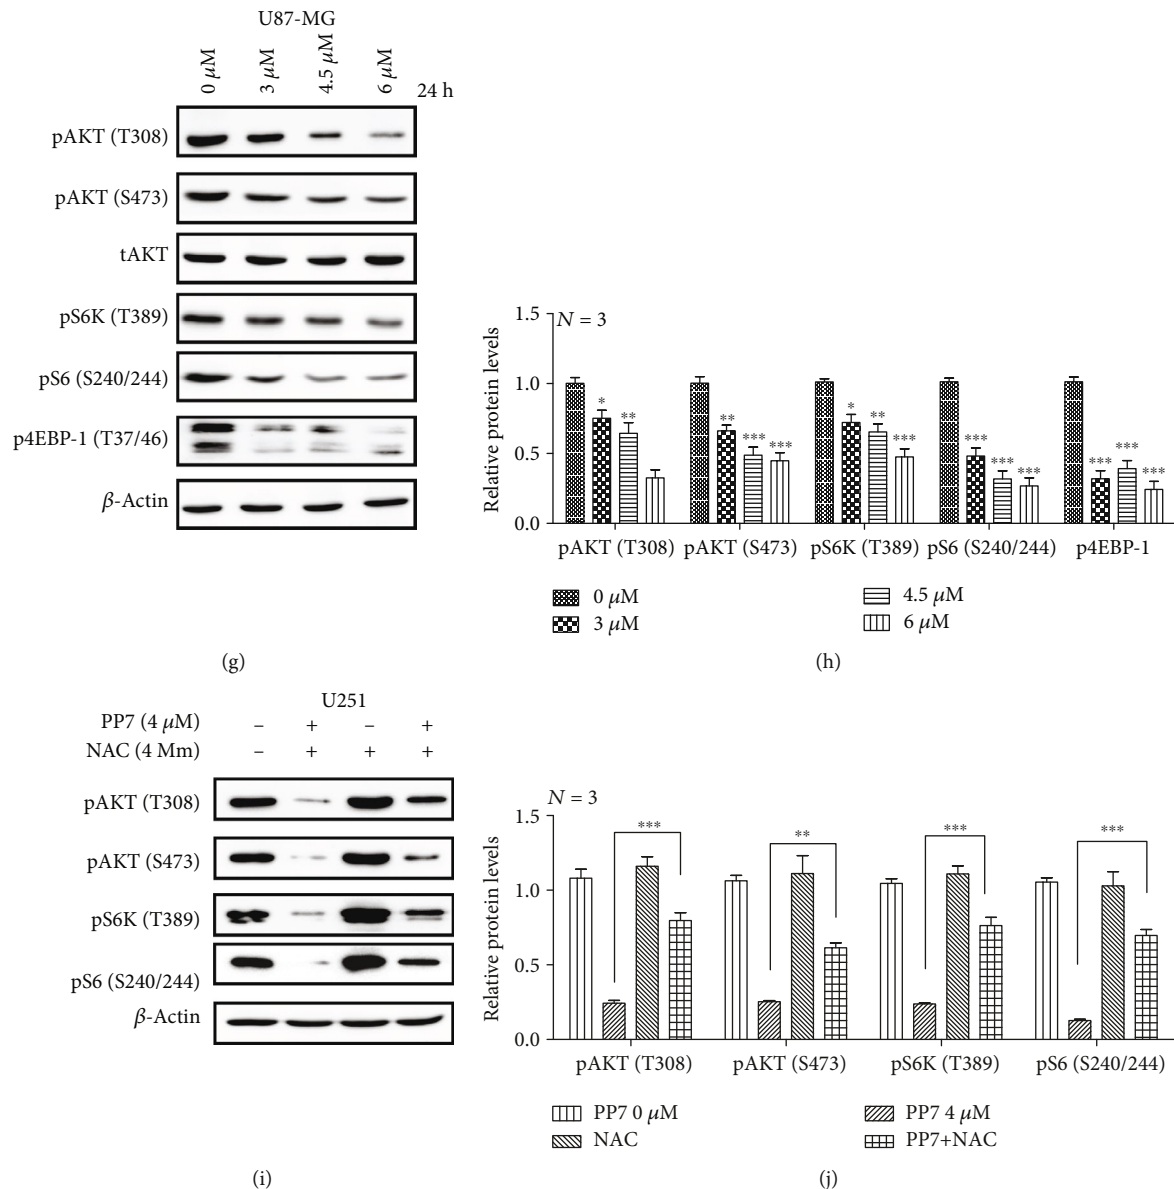 U87-MG
0 μM
3 μM
4.5 μM
6 μM
24 h
pAKT (T308)
pAKT (S473)
tAKT
pS6K (T389)
pS6 (S240/244)
p4EBP-1 (T37/46)
β-Actin
(g)
Relative protein levels
1.5
1.0
0.5
0.0
N = 3
*
**
**
***
***
*
**
***
***
***
***
***
***
***
pAKT (T308)
pAKT (S473)
pS6K (T389)
pS6 (S240/244)
p4EBP-1
0 μM
3 μM
4.5 μM
6 μM
(h)
U251
PP7 (4 μM) – + – +
NAC (4 Mm) – + + +
pAKT (T308)
pAKT (S473)
pS6K (T389)
pS6 (S240/244)
β-Actin
(i)
Relative protein levels
1.5
1.0
0.5
0.0
N = 3
***
**
***
***
pAKT (T308)
pAKT (S473)
pS6K (T389)
pS6 (S240/244)
PP7 0 μM
NAC
PP7 4 μM
PP7+NAC
(j)